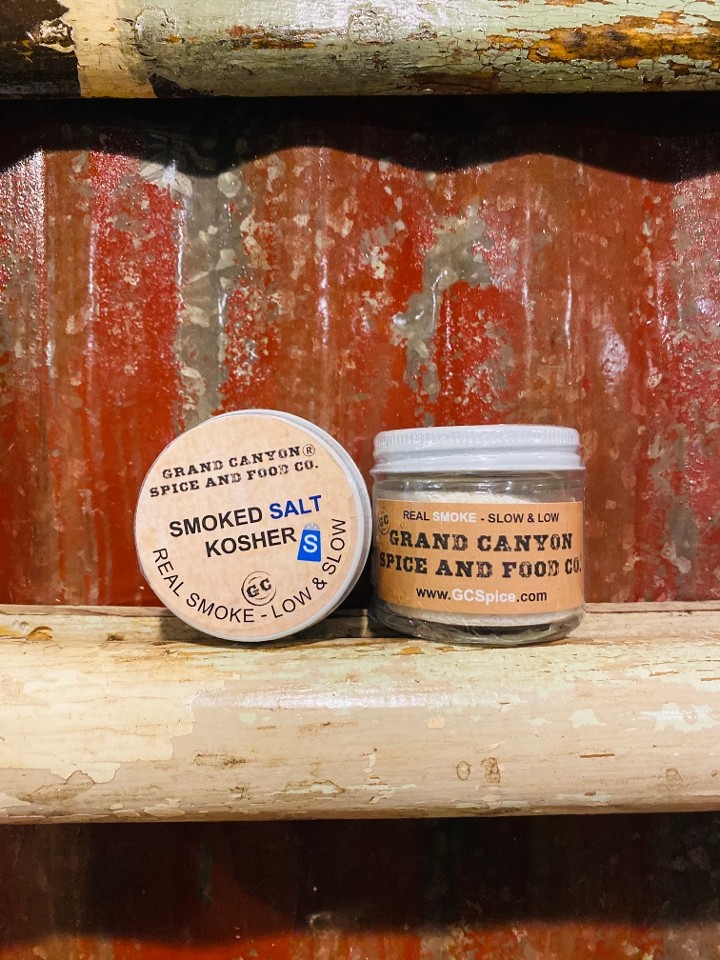 GRAND CANYON®
SPICE AND FOOD CO.
SMOKED SALT
KOSHER S
GC
REAL SMOKE - LOW & SLOW
GC
REAL SMOKE - SLOW & LOW
GRAND CANYON
SPICE AND FOOD CO.
www.GCSpice.com